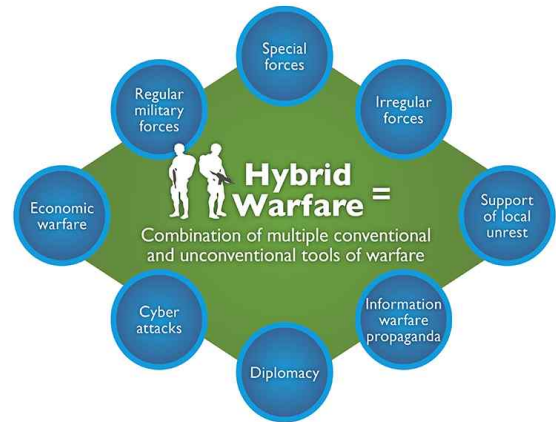 Special
forces
Regular
military
forces
Irregular
forces
Hybrid
Warfare =
Economic
warfare
Support
of local
unrest
Combination of multiple conventional
and unconventional tools of warfare
Cyber
attacks
Information
warfare
propaganda
Diplomacy